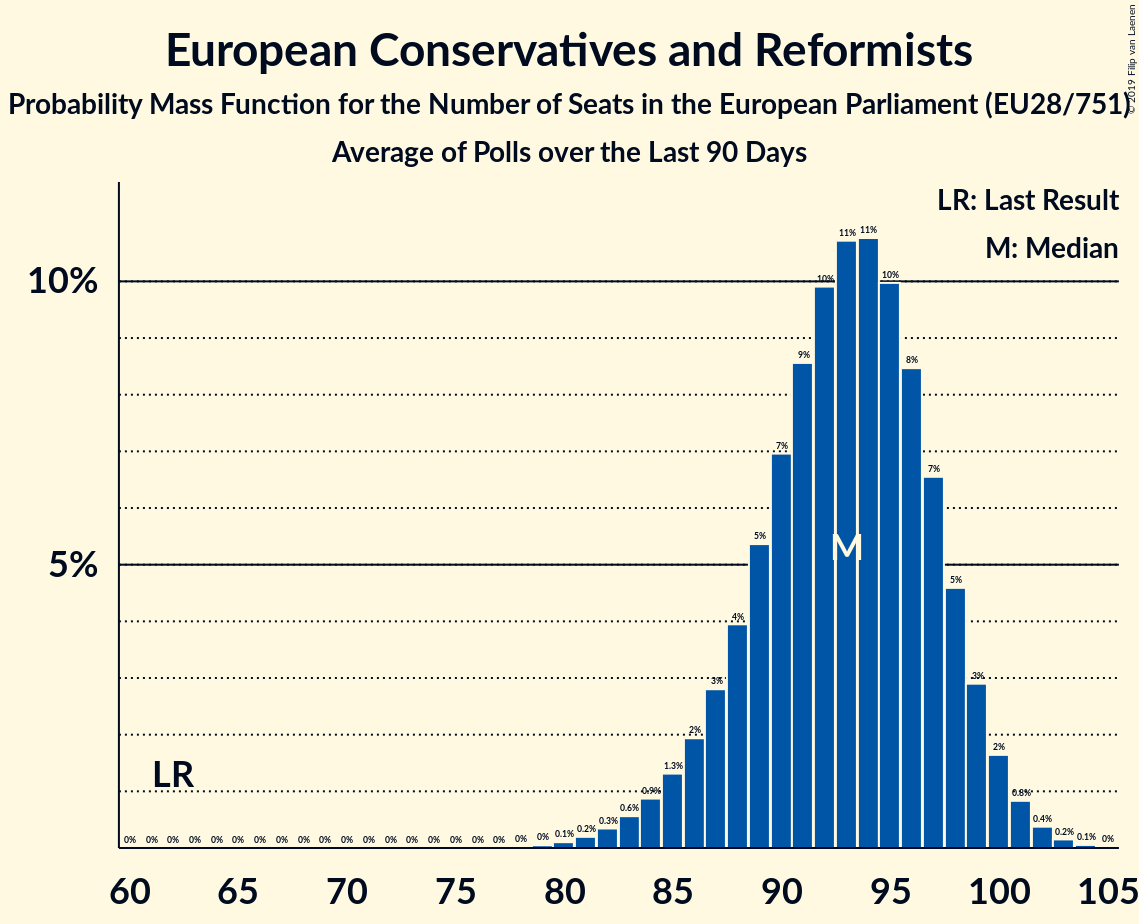 European Conservatives and Reformists
Probability Mass Function for the Number of Seats in the European Parliament (EU28/751)
Average of Polls over the Last 90 Days
© 2019 Filip van Laenen
LR: Last Result
M: Median
10%
5%
LR
M
0% 0% 0% 0% 0% 0% 0% 0% 0% 0% 0% 0% 0% 0% 0% 0% 0% 0% 0% 0% 0.1% 0.2% 0.3% 0.6% 0.9% 1.3% 2% 3% 4% 5% 7% 9% 10% 11% 11% 10% 8% 7% 5% 3% 2% 0.8% 0.4% 0.2% 0.1% 0%
60 65 70 75 80 85 90 95 100 105